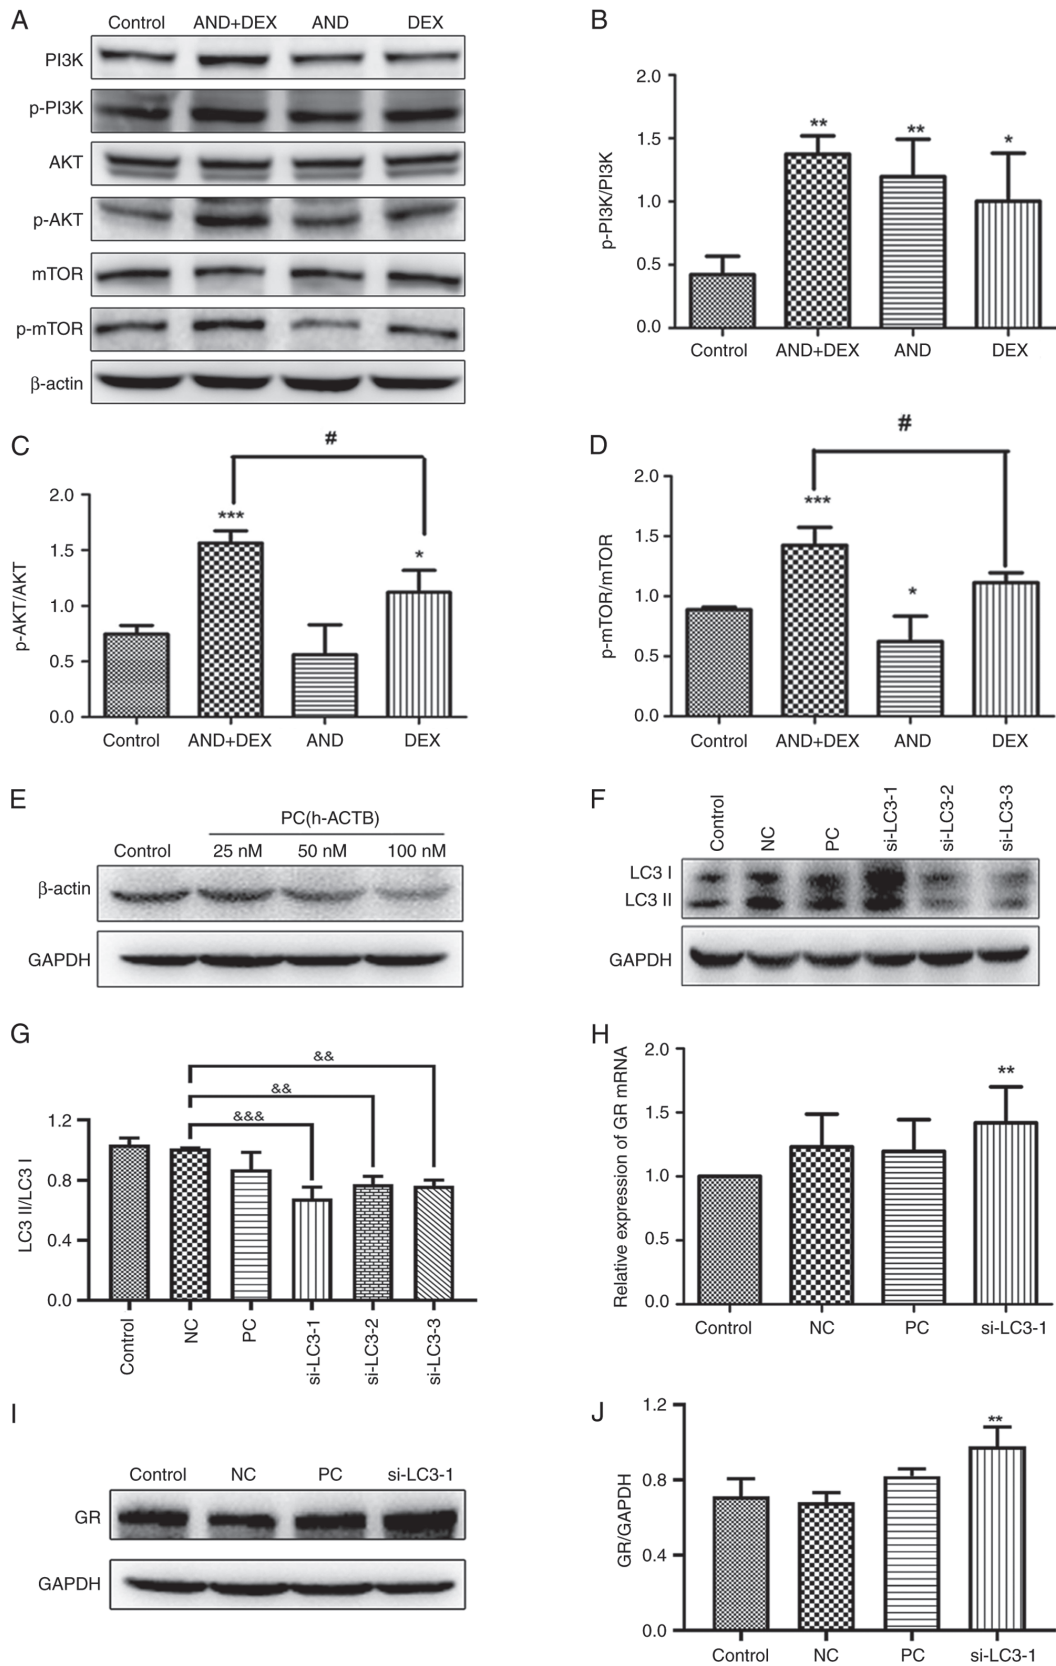 A
Control AND+DEX AND DEX
PI3K
p-PI3K
AKT
p-AKT
mTOR
p-mTOR
β-actin
B
p-PI3K/PI3K
2.0
1.5
1.0
0.5
0.0
** ** *
Control AND+DEX AND DEX
C
p-AKT/AKT
2.0
1.5
1.0
0.5
0.0
#
*** *
Control AND+DEX AND DEX
D
p-mTOR/mTOR
2.0
1.5
1.0
0.5
0.0
#
*** *
Control AND+DEX AND DEX
E
PC(h-ACTB)
Control 25 nM 50 nM 100 nM
β-actin
GAPDH
F
Control NC PC si-LC3-1 si-LC3-2 si-LC3-3
LC3 I
LC3 II
GAPDH
G
LC3 II/LC3 I
1.2
0.8
0.4
0.0
&&
&&
&&&
Control NC PC si-LC3-1 si-LC3-2 si-LC3-3
H
Relative expression of GR mRNA
2.0
1.5
1.0
0.5
0.0
**
Control NC PC si-LC3-1
I
Control NC PC si-LC3-1
GR
GAPDH
J
GR/GAPDH
1.2
0.8
0.4
0.0
**
Control NC PC si-LC3-1